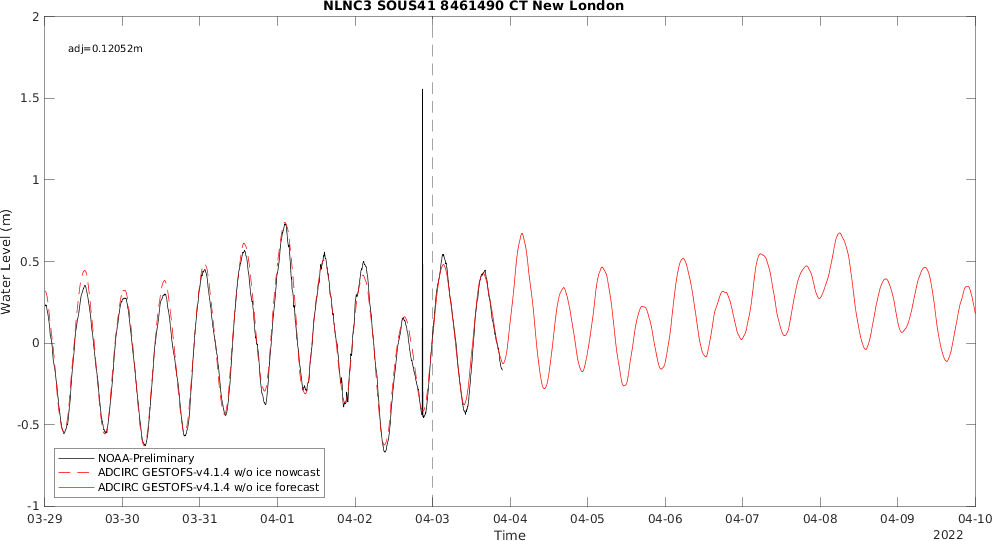 NLNC3 SOUS41 8461490 CT New London
adj=0.12052m
Water Level (m)
2
1.5
1
0.5
0
-0.5
-1
NOAA-Preliminary
ADCIRC GESTOFS-v4.1.4 w/o ice nowcast
ADCIRC GESTOFS-v4.1.4 w/o ice forecast
03-29 03-30 03-31 04-01 04-02 04-03 04-04 04-05 04-06 04-07 04-08 04-09 04-10
Time
2022